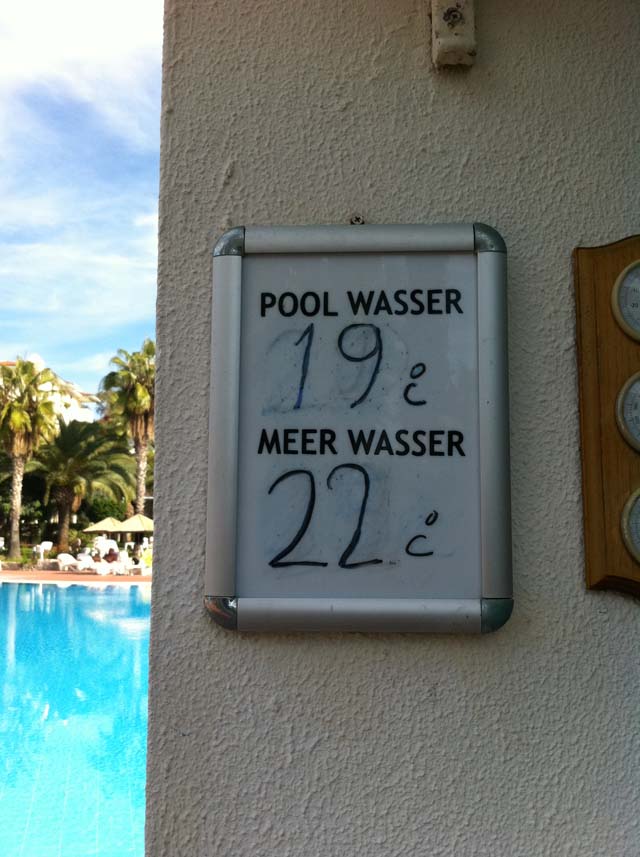 POOL WASSER
19 °C
MEER WASSER
22 °C